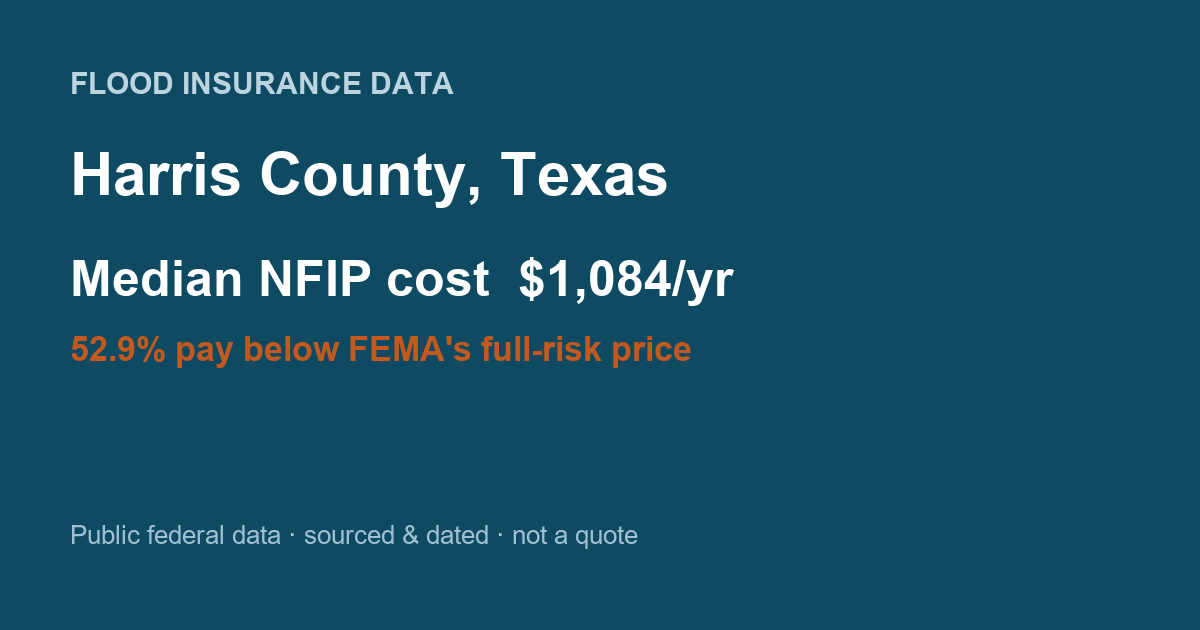 FLOOD INSURANCE DATA
Harris County, Texas
Median NFIP cost  $1,084/yr
52.9% pay below FEMA's full-risk price
Public federal data · sourced & dated · not a quote